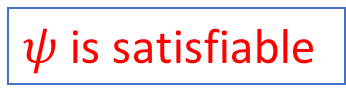 ψ is satisfiable